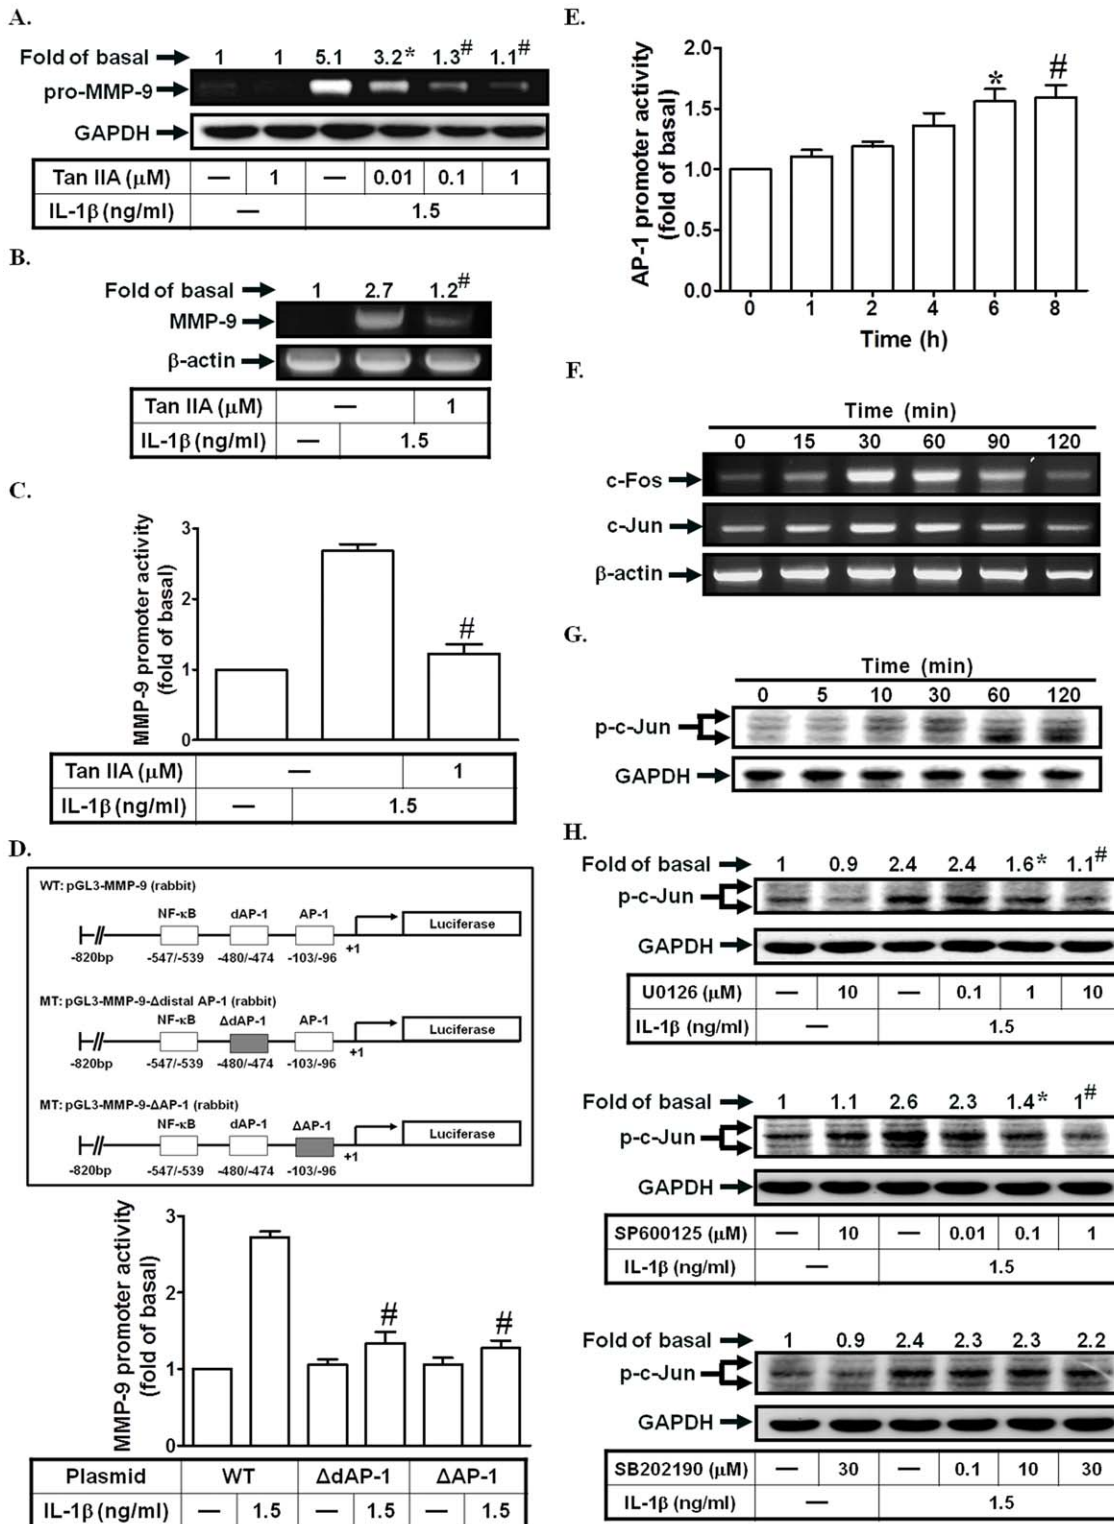 A.
Fold of basal 1 1 5.1 3.2* 1.3# 1.1#
pro-MMP-9
GAPDH
Tan IIA (μM) — 1 — 0.01 0.1 1
IL-1β (ng/ml) — 1.5
B.
Fold of basal 1 2.7 1.2#
MMP-9
β-actin
Tan IIA (μM) — 1
IL-1β (ng/ml) — 1.5
C.
MMP-9 promoter activity
(fold of basal)
3
2
1
0
#
Tan IIA (μM) — 1
IL-1β (ng/ml) — 1.5
D.
WT: pGL3-MMP-9 (rabbit)
NF-κB dAP-1 AP-1
Luciferase
+1
-820bp -547/-539 -480/-474 -103/-96
MT: pGL3-MMP-9-Δdistal AP-1 (rabbit)
NF-κB ΔdAP-1 AP-1
Luciferase
+1
-820bp -547/-539 -480/-474 -103/-96
MT: pGL3-MMP-9-ΔAP-1 (rabbit)
NF-κB dAP-1 ΔAP-1
Luciferase
+1
-820bp -547/-539 -480/-474 -103/-96
MMP-9 promoter activity
(fold of basal)
3
2
1
0
# #
Plasmid WT ΔdAP-1 ΔAP-1
IL-1β (ng/ml) — 1.5 — 1.5 — 1.5
E.
AP-1 promoter activity
(fold of basal)
2.0
1.5
1.0
0.5
0.0
* #
0 1 2 4 6 8
Time (h)
F.
Time (min)
0 15 30 60 90 120
c-Fos
c-Jun
β-actin
G.
Time (min)
0 5 10 30 60 120
p-c-Jun
GAPDH
H.
Fold of basal 1 0.9 2.4 2.4 1.6* 1.1#
p-c-Jun
GAPDH
U0126 (μM) — 10 — 0.1 1 10
IL-1β (ng/ml) — 1.5
Fold of basal 1 1.1 2.6 2.3 1.4* 1#
p-c-Jun
GAPDH
SP600125 (μM) — 10 — 0.01 0.1 1
IL-1β (ng/ml) — 1.5
Fold of basal 1 0.9 2.4 2.3 2.3 2.2
p-c-Jun
GAPDH
SB202190 (μM) — 30 — 0.1 10 30
IL-1β (ng/ml) — 1.5